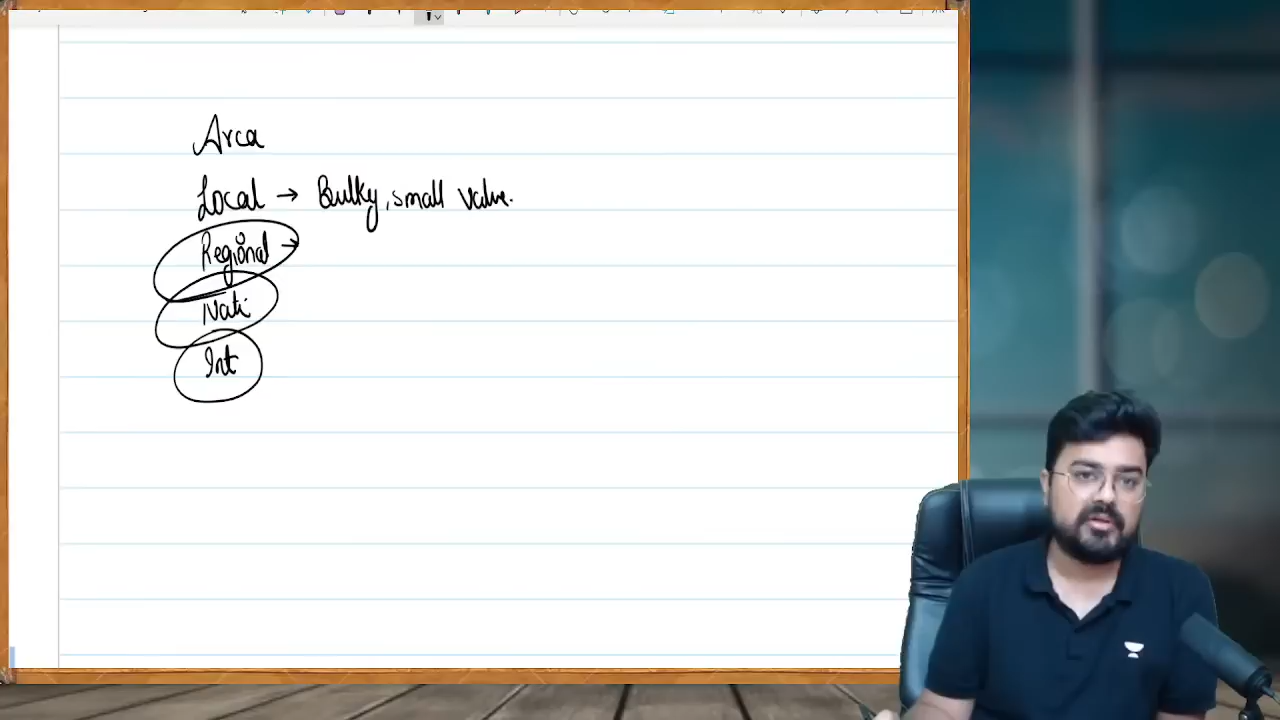 Area
Local → Bulky, small value.
Regional →
Nati
Int